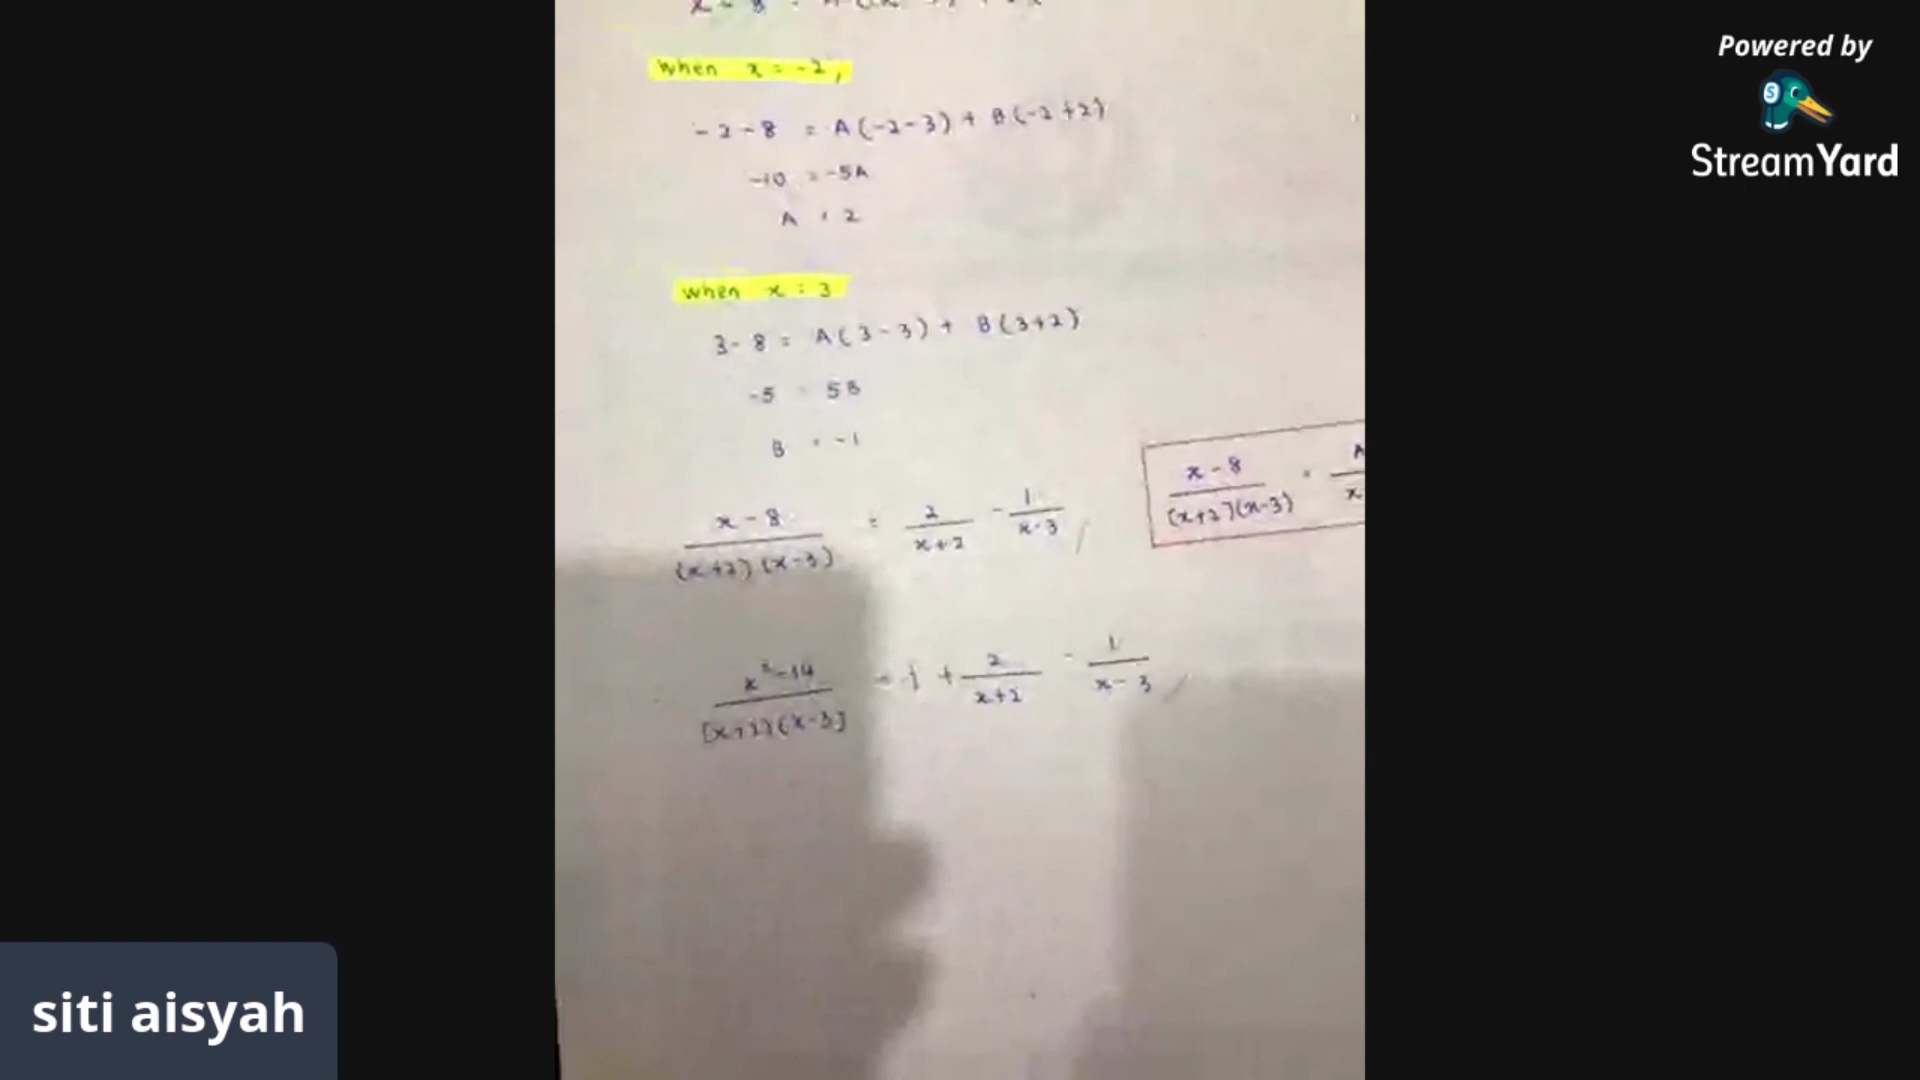 Powered by
StreamYard
x - 8
when x = -2,
-2-8 = A(-2-3) + B(-2+2)
-10 = -5A
A = 2
when x = 3
3-8 = A(3-3) + B(3+2)
-5 = 5B
B = -1
x-8 / (x+2)(x-3) = 2 / x+2 - 1 / x-3
x-8 / (x+2)(x-3) = A / x
x²-14 / (x+2)(x-3) = 1 + 2 / x+2 - 1 / x-3
siti aisyah